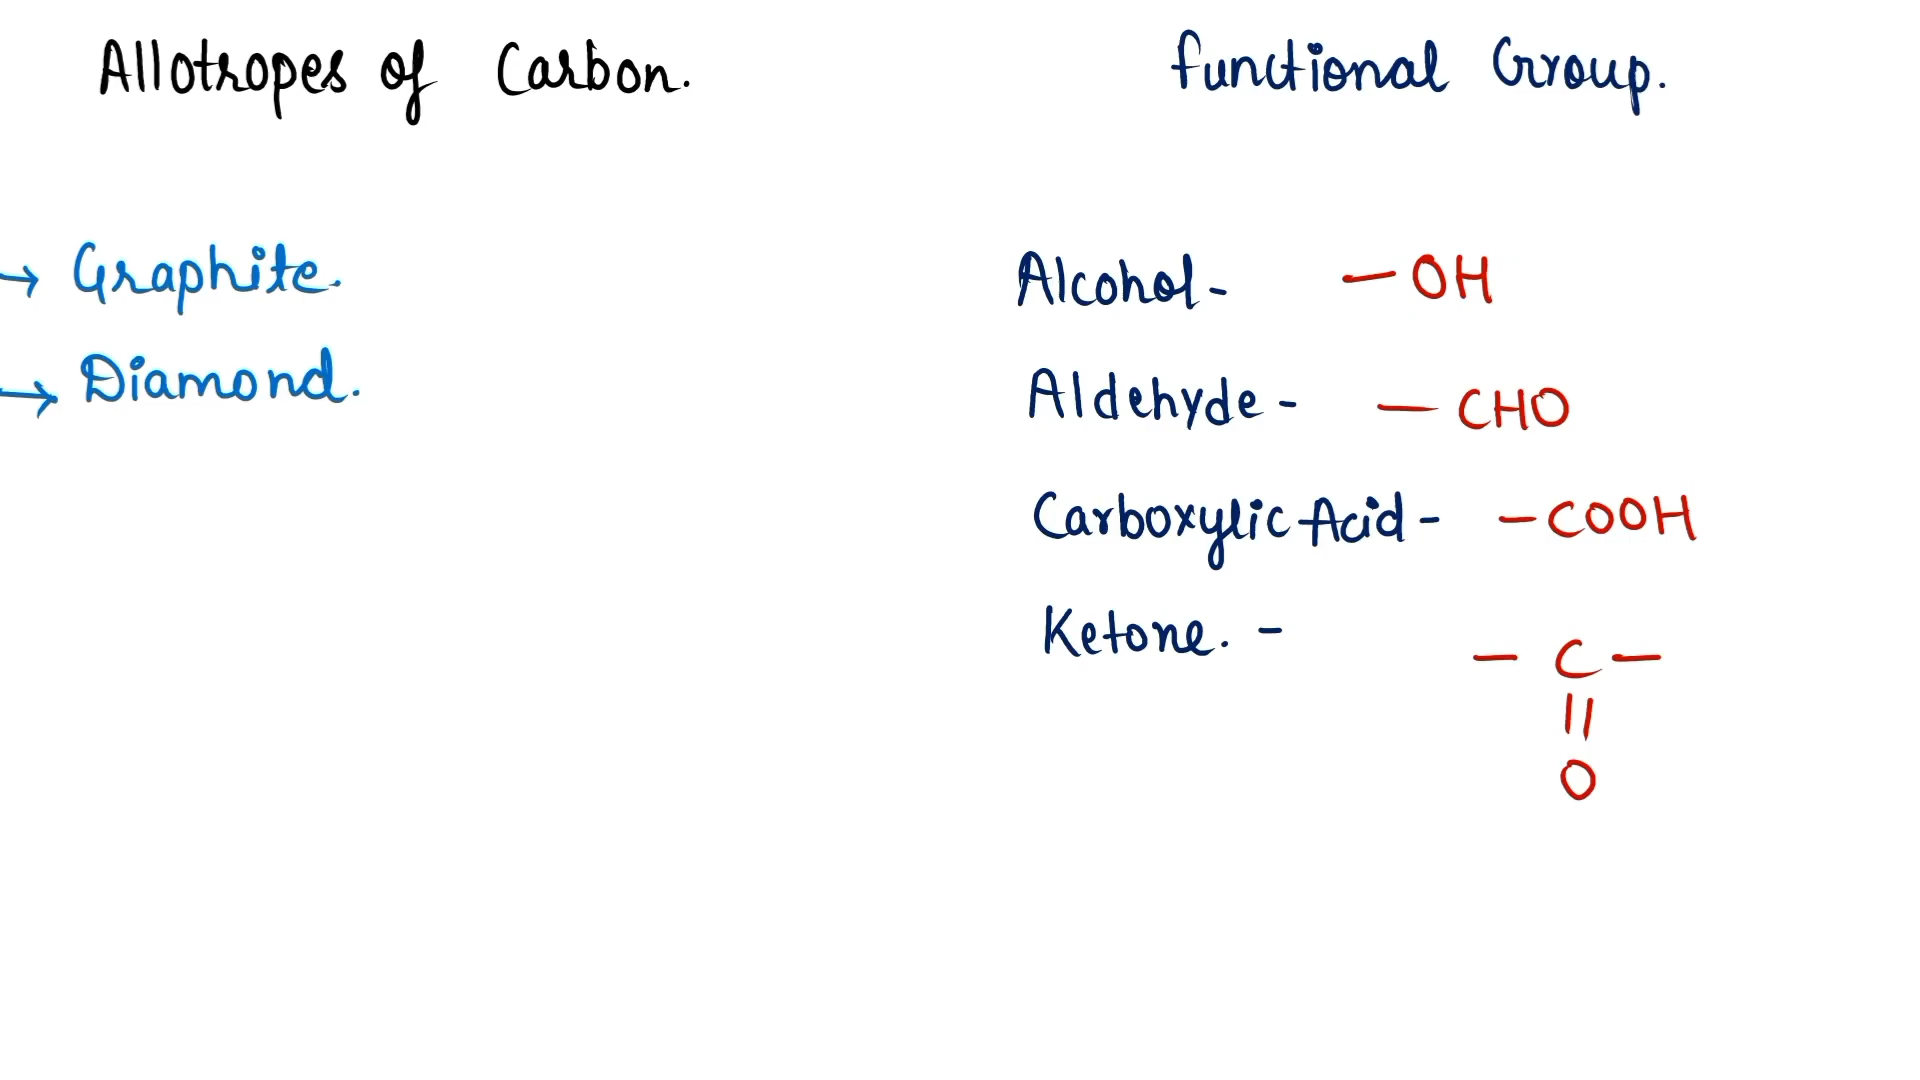 Allotropes of Carbon.
→ Graphite.
→ Diamond.
functional Group.
Alcohol - — OH
Aldehyde - — CHO
Carboxylic Acid - — COOH
Ketone. - — C —
||
O